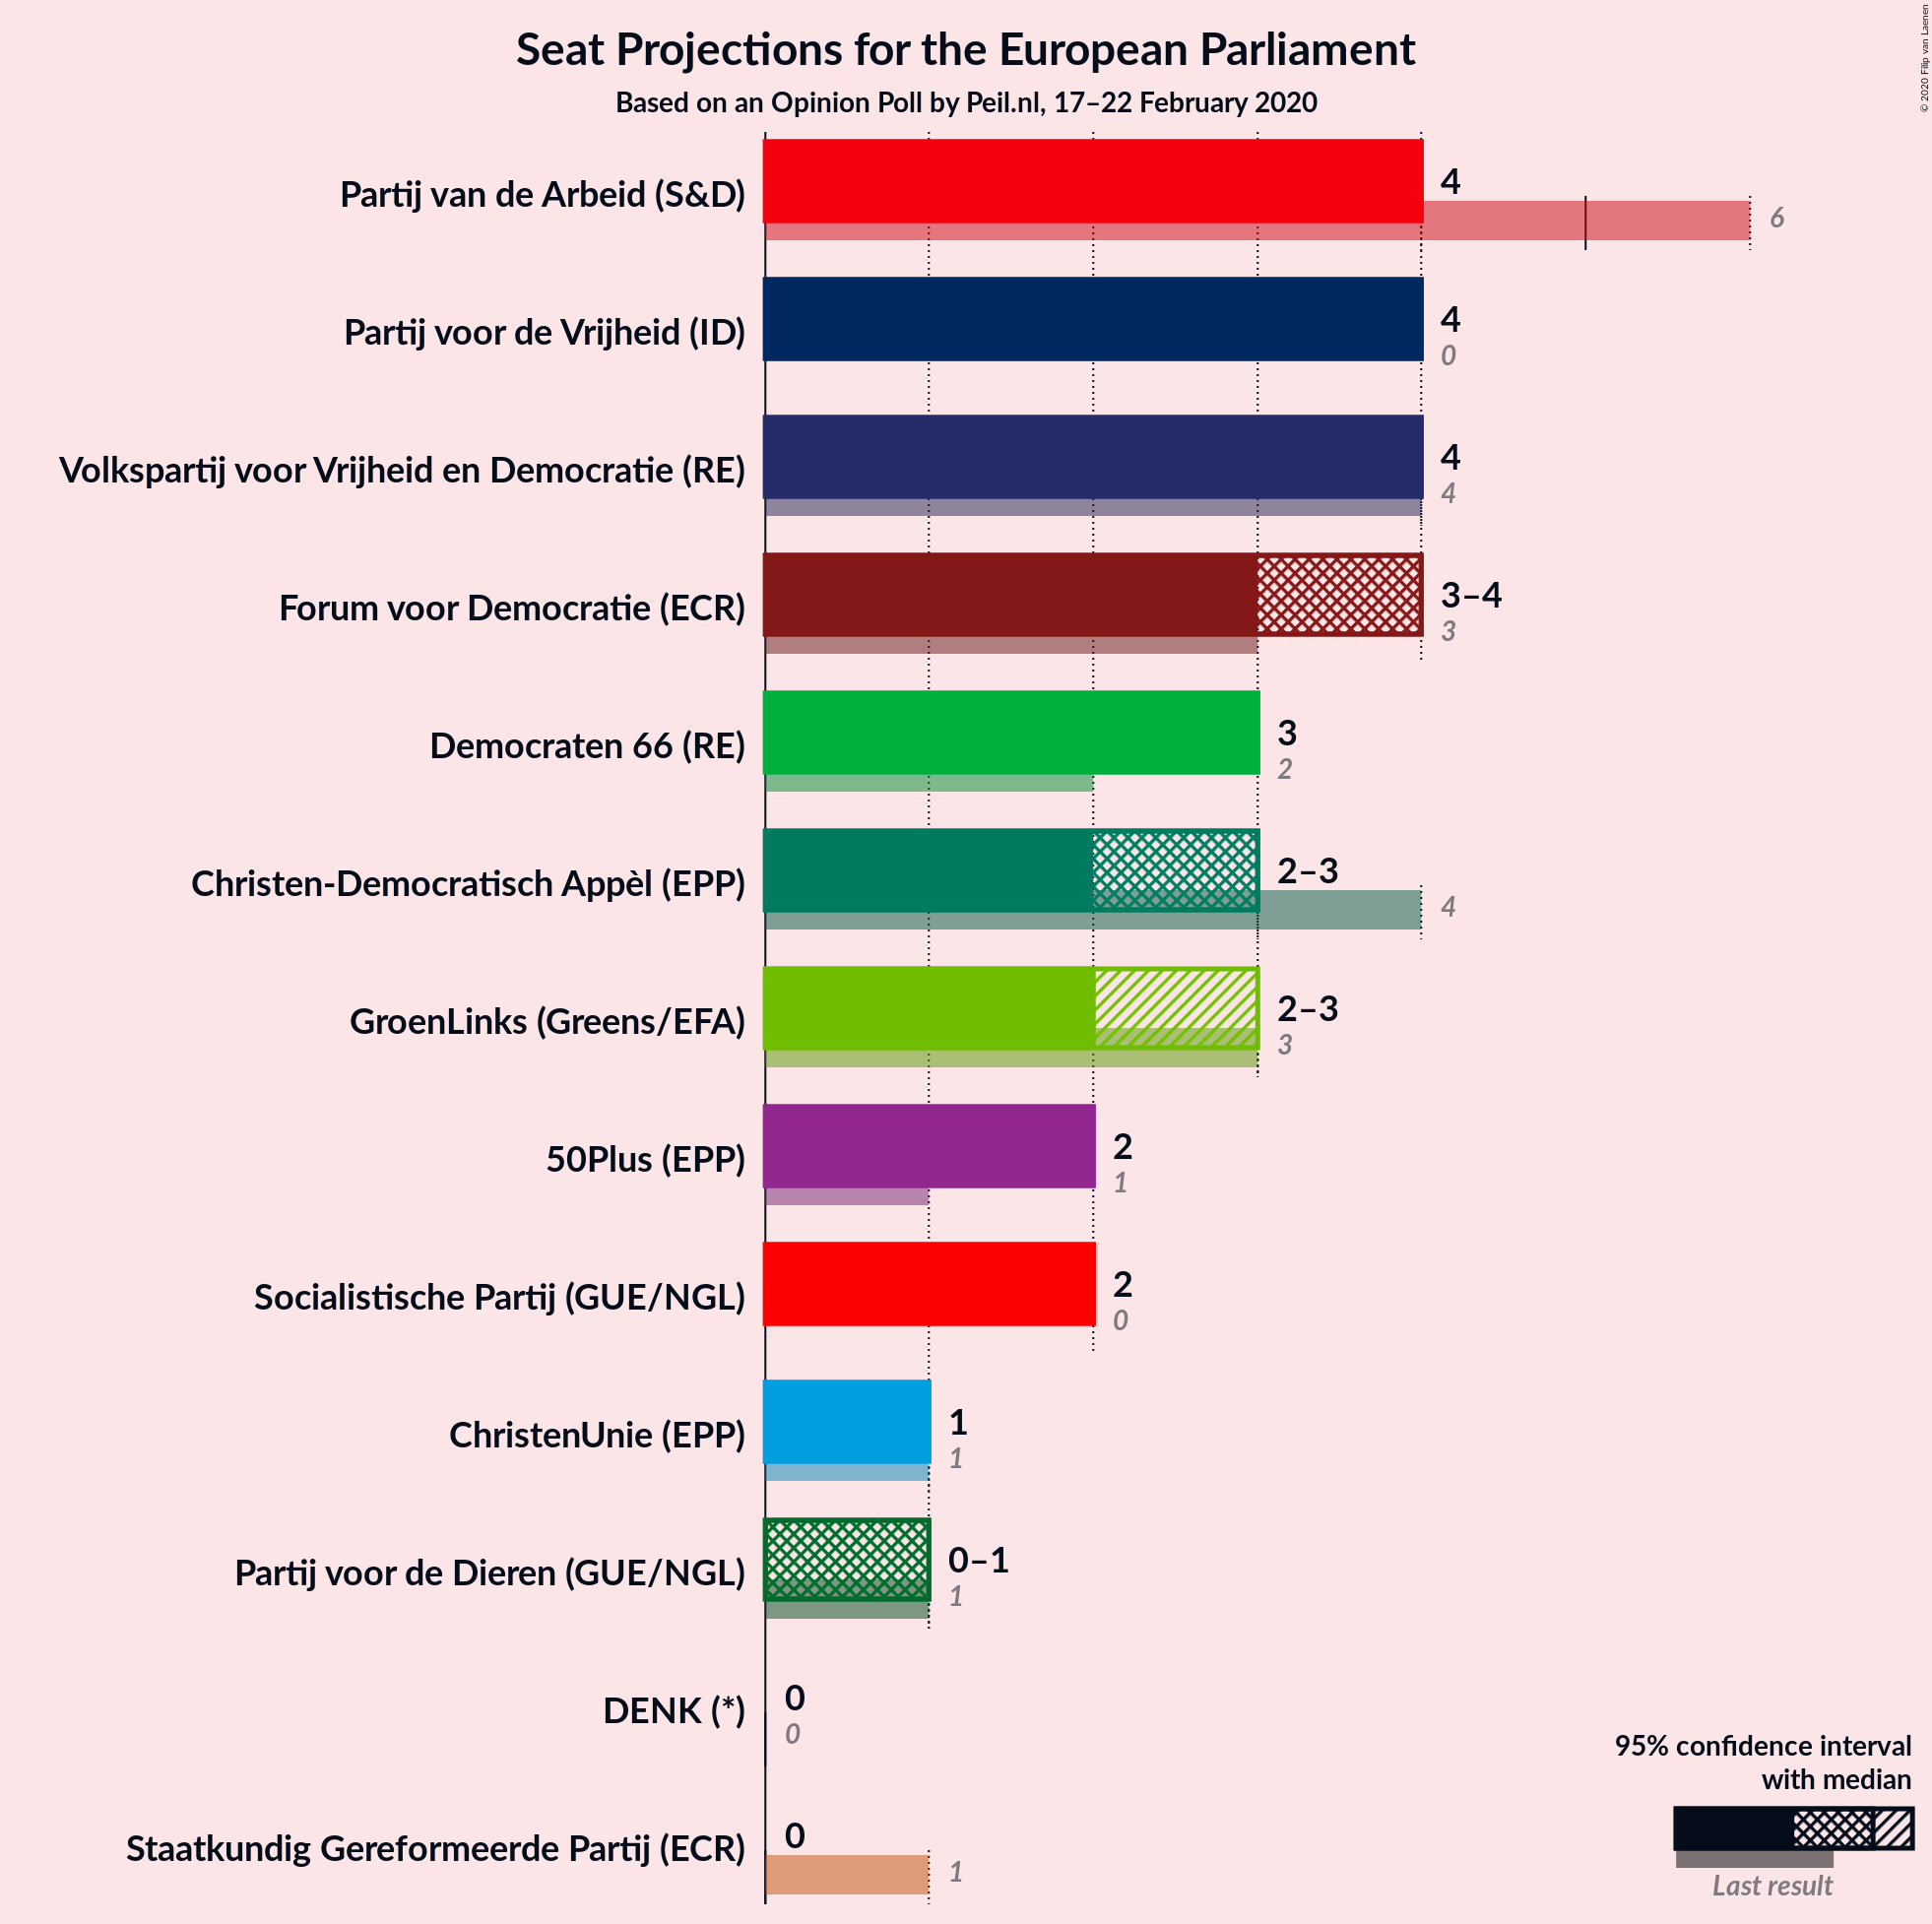 Seat Projections for the European Parliament
Based on an Opinion Poll by Peil.nl, 17–22 February 2020
© 2020 Filip van Laenen
Partij van de Arbeid (S&D)
4
6
Partij voor de Vrijheid (ID)
4
0
Volkspartij voor Vrijheid en Democratie (RE)
4
4
Forum voor Democratie (ECR)
3–4
3
Democraten 66 (RE)
3
2
Christen-Democratisch Appèl (EPP)
2–3
4
GroenLinks (Greens/EFA)
2–3
3
50Plus (EPP)
2
1
Socialistische Partij (GUE/NGL)
2
0
ChristenUnie (EPP)
1
1
Partij voor de Dieren (GUE/NGL)
0–1
1
DENK (*)
0
0
Staatkundig Gereformeerde Partij (ECR)
0
1
95% confidence interval
with median
Last result